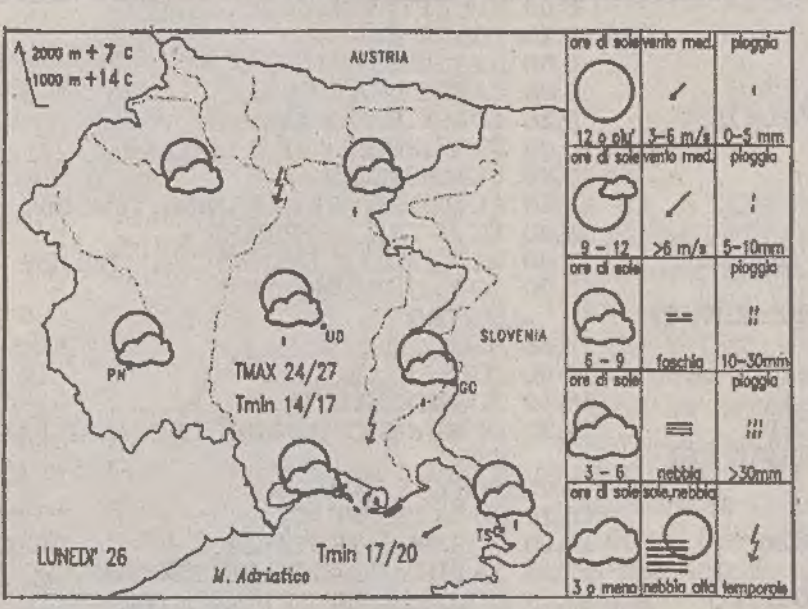 2000 m + 7 C
1000 m +14 C
AUSTRIA
SLOVENIA
UD
PN
GO
TMAX 24/27
Tmin 14/17
TS
Tmin 17/20
LUNEDI' 26
M. Adriatico
ore di sole vento med. pioggia
12 o piu' 3-6 m/s 0-5 mm
ore di sole vento med. pioggia
9 - 12 >6 m/s 5-10mm
ore di sole pioggia
6 - 9 foschia 10-30mm
ore di sole pioggia
3 - 6 nebbia >30mm
ore di sole sole,nebbia
3 o meno nebbia alta temporale